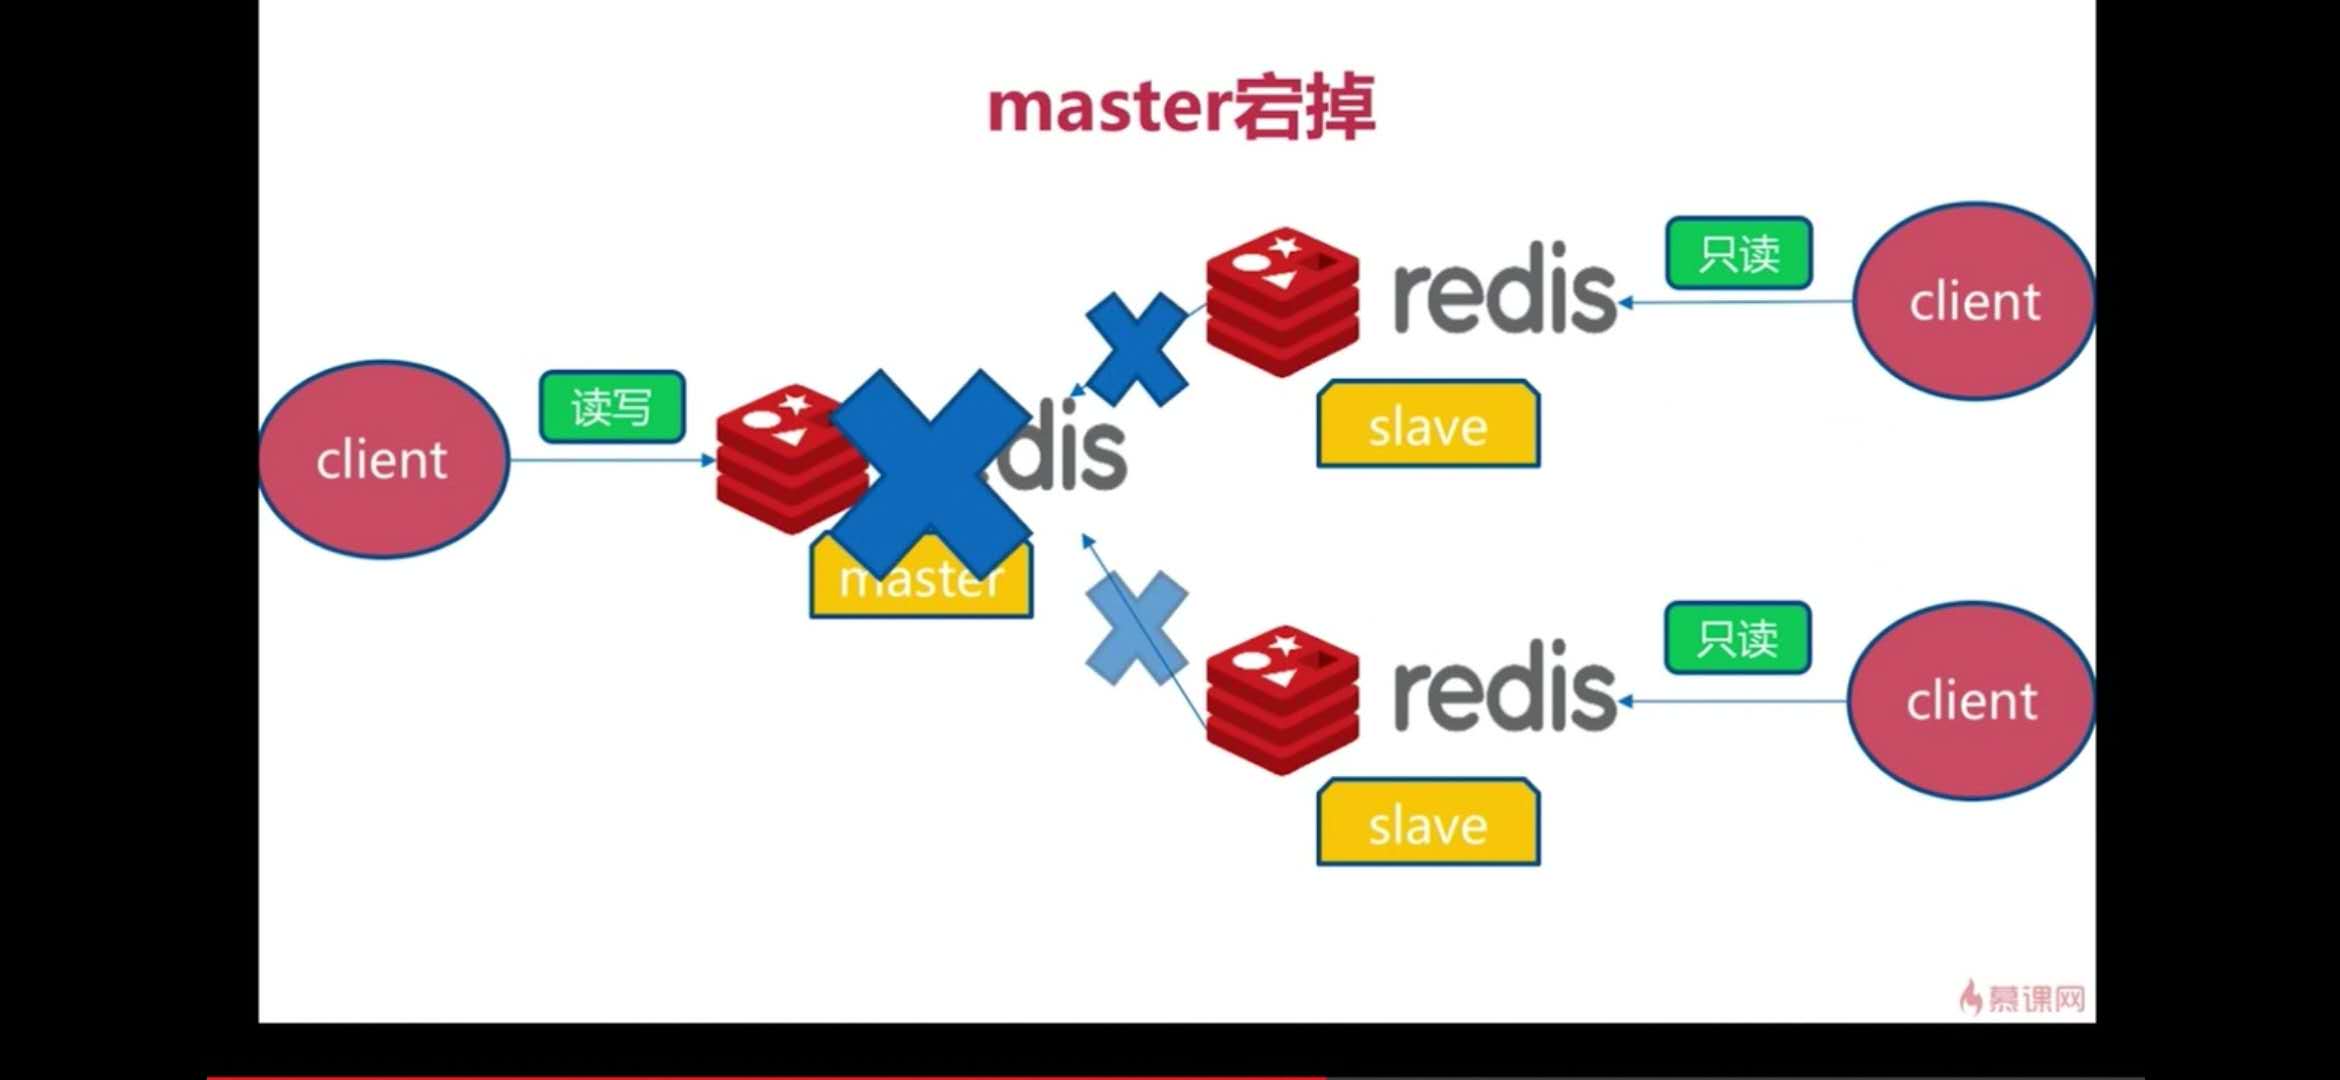 master宕掉
只读
redis
client
读写
slave
client
dis
master
只读
redis
client
slave
慕课网